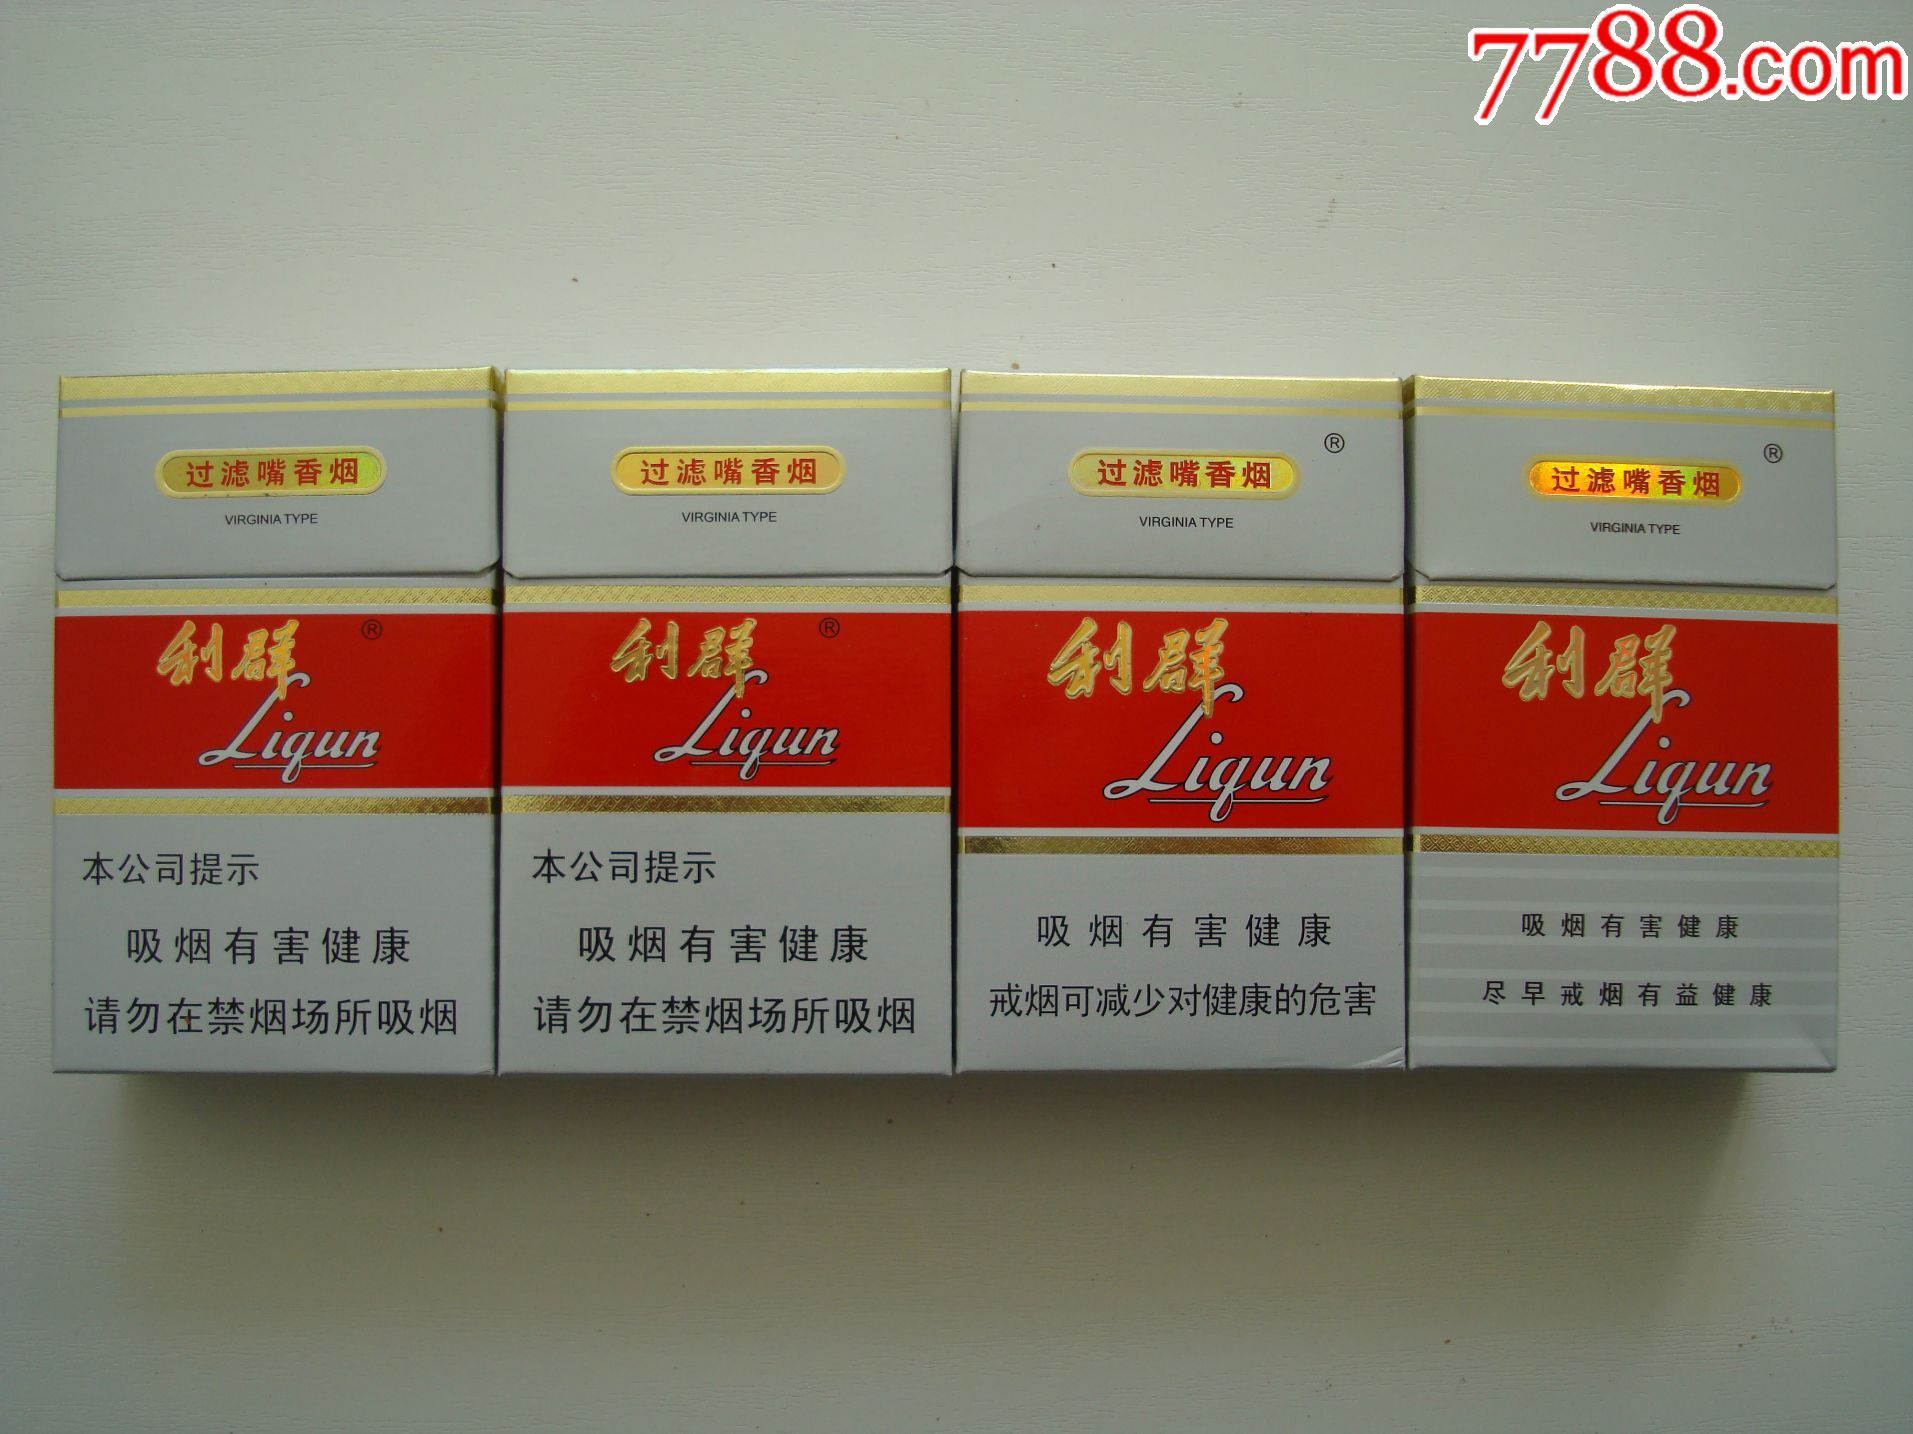 7788.com
过滤嘴香烟
VIRGINIA TYPE
利群 ®
Liqun
本公司提示
吸烟有害健康
请勿在禁烟场所吸烟
过滤嘴香烟
VIRGINIA TYPE
利群 ®
Liqun
本公司提示
吸烟有害健康
请勿在禁烟场所吸烟
®
过滤嘴香烟
VIRGINIA TYPE
利群
Liqun
吸烟有害健康
戒烟可减少对健康的危害
®
过滤嘴香烟
VIRGINIA TYPE
利群
Liqun
吸烟有害健康
尽早戒烟有益健康